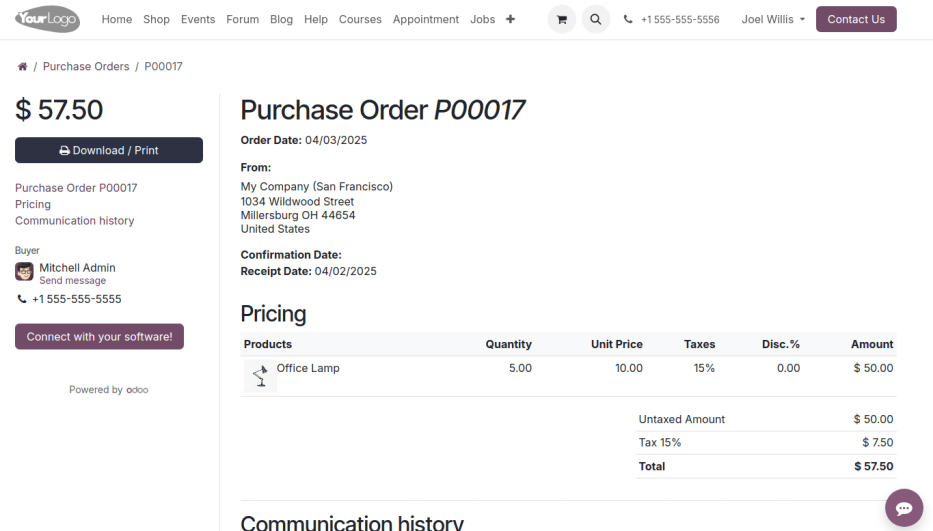 YourLogo
Home Shop Events Forum Blog Help Courses Appointment Jobs
+1 555-555-5556
Joel Willis
Contact Us
/ Purchase Orders / P00017
$ 57.50
Download / Print
Purchase Order P00017
Pricing
Communication history
Buyer
Mitchell Admin
Send message
+1 555-555-5555
Connect with your software!
Powered by odoo
Purchase Order P00017
Order Date: 04/03/2025
From:
My Company (San Francisco)
1034 Wildwood Street
Millersburg OH 44654
United States
Confirmation Date:
Receipt Date: 04/02/2025
Pricing
Products Quantity Unit Price Taxes Disc.% Amount
Office Lamp 5.00 10.00 15% 0.00 $ 50.00
Untaxed Amount $ 50.00
Tax 15% $ 7.50
Total $ 57.50
Communication history